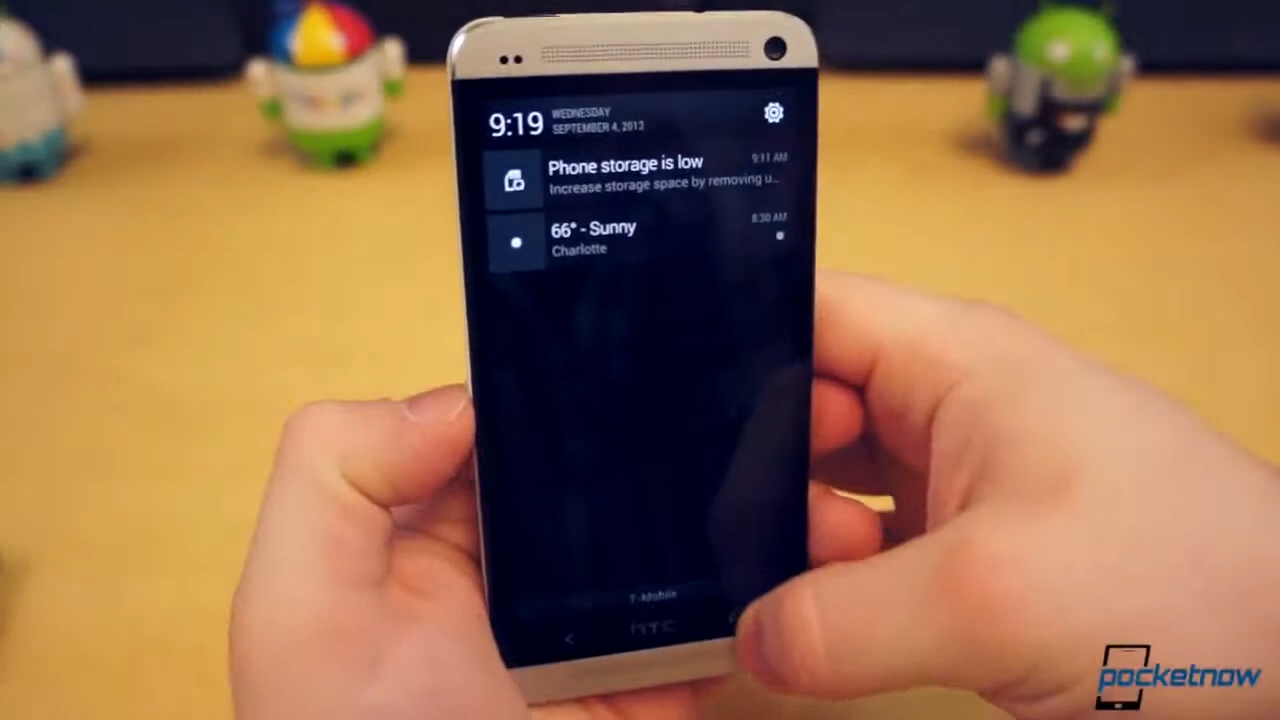 9:19
WEDNESDAY
SEPTEMBER 4, 2013
Phone storage is low
9:11 AM
Increase storage space by removing u...
66° - Sunny
8:30 AM
Charlotte
T-Mobile
hTC
pocketnow